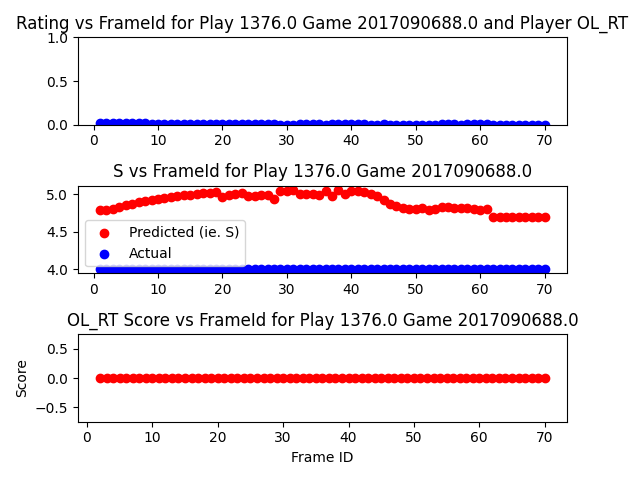 Rating vs FrameId for Play 1376.0 Game 2017090688.0 and Player OL_RT
1.0
0.5
0.0
0 10 20 30 40 50 60 70
S vs FrameId for Play 1376.0 Game 2017090688.0
5.0
4.5
4.0
Predicted (ie. S)
Actual
0 10 20 30 40 50 60 70
OL_RT Score vs FrameId for Play 1376.0 Game 2017090688.0
Score
0.5
0.0
−0.5
0 10 20 30 40 50 60 70
Frame ID